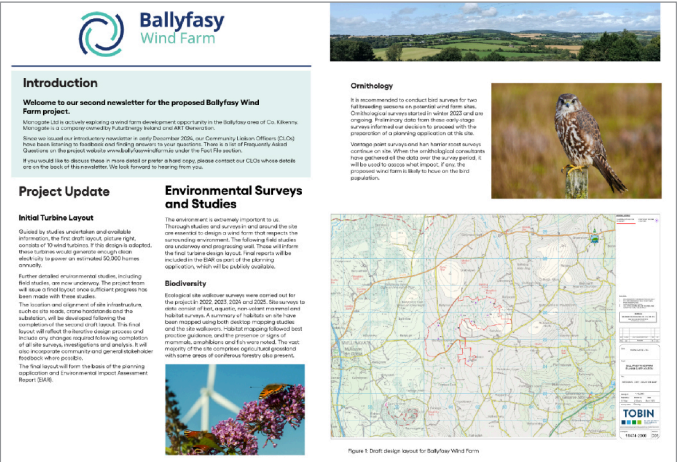 Ballyfasy
Wind Farm
Introduction
Welcome to our second newsletter for the proposed Ballyfasy Wind
Farm project.
Manogate Ltd is actively exploring a wind farm development opportunity in the Ballyfasy area of Co. Kilkenny.
Manogate is a company owned by FuturEnergy Ireland and ART Generation.
Since we issued our introductory newsletter in early December 2024, our Community Liaison Officers (CLOs)
have been listening to feedback and finding answers to your questions. There is a list of Frequently Asked
Questions on the project website www.ballyfasywindfarm.ie under the Fact File section.
If you would like to discuss these in more detail or prefer a hard copy, please contact our CLOs whose details
are on the back of this newsletter. We look forward to hearing from you.
Project Update
Initial Turbine Layout
Guided by studies undertaken and available
information, the first draft layout, picture right,
consists of 10 wind turbines. If this design is adopted,
these turbines would generate enough clean
electricity to power an estimated 50,000 homes
annually.
Further detailed environmental studies, including
field studies, are now underway. The project team
will issue a final layout once sufficient progress has
been made with these studies.
The location and alignment of site infrastructure,
such as site roads, crane hardstands and the
substation, will be developed following the
completion of the second draft layout. This final
layout will reflect the iterative design process and
include any changes required following completion
of all site surveys, investigations and analysis. It will
also incorporate community and general stakeholder
feedback where possible.
The final layout will form the basis of the planning
application and Environmental Impact Assessment
Report (EIAR).
Environmental Surveys
and Studies
The environment is extremely important to us.
Thorough studies and surveys in and around the site
are essential to design a wind farm that respects the
surrounding environment. The following field studies
are underway and progressing well. These will inform
the final turbine design layout. Final reports will be
included in the EIAR as part of the planning
application, which will be publicly available.
Biodiversity
Ecological site walkover surveys were carried out for
the project in 2022, 2023, 2024 and 2025. Site surveys to
date consist of bat, aquatic, non volant mammal and
habitat surveys. A summary of habitats on site have
been mapped using both desktop mapping studies
and the site walkovers. Habitat mapping followed best
practice guidance, and the presence or signs of
mammals, amphibians and fish were noted. The vast
majority of the site comprises agricultural grassland
with some areas of coniferous forestry also present.
Ornithology
It is recommended to conduct bird surveys for two
full breeding seasons on potential wind farm sites.
Ornithological surveys started in winter 2023 and are
ongoing. Preliminary data from these early stage
surveys informed our decision to proceed with the
preparation of a planning application at this site.
Vantage point surveys and hen harrier roost surveys
continue on site. When the ornithological consultants
have gathered all the data over the survey period, it
will be used to assess what impact, if any, the
proposed wind farm is likely to have on the bird
population.
TOBIN
Figure 1: Draft design layout for Ballyfasy Wind Farm